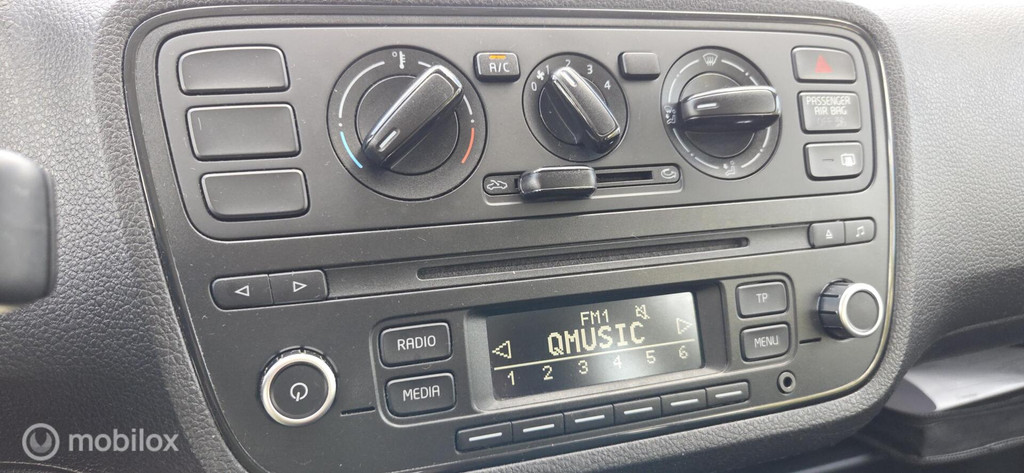 A/C
0 1 2 3 4
PASSENGER
AIR BAG
RADIO
MEDIA
FM1
QMUSIC
1 2 3 4 5 6
TP
MENU
mobilox